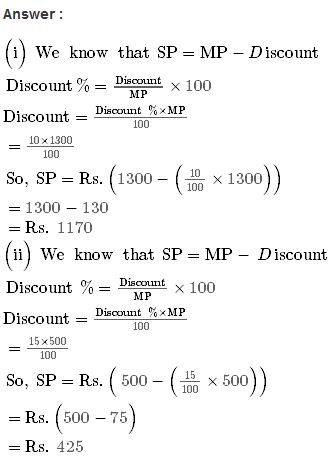 Answer :
(i) We know that SP = MP − Discount
Discount % = Discount/MP × 100
Discount = Discount %×MP/100
= 10×1300/100
So, SP = Rs. (1300 − (10/100 × 1300))
= 1300 − 130
= Rs. 1170
(ii) We know that SP = MP − Discount
Discount % = Discount/MP × 100
Discount = Discount %×MP/100
= 15×500/100
So, SP = Rs. ( 500 − (15/100 × 500))
= Rs. (500 − 75)
= Rs. 425